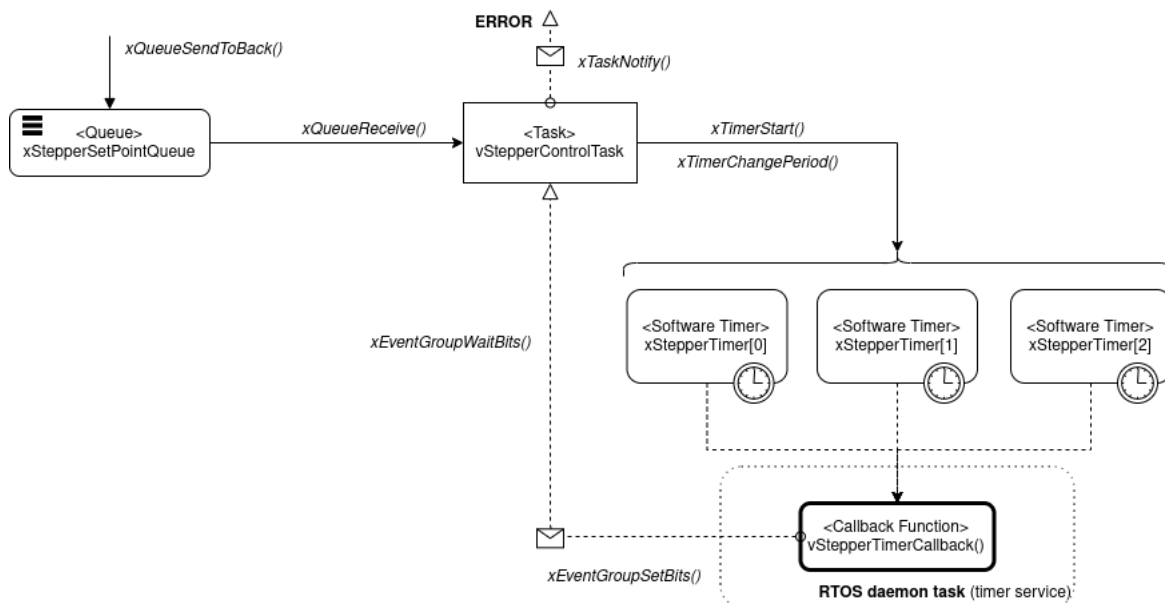 ERROR
xQueueSendToBack()
xTaskNotify()
<Queue>
xStepperSetPointQueue
xQueueReceive()
<Task>
vStepperControlTask
xTimerStart()
xTimerChangePeriod()
xEventGroupWaitBits()
<Software Timer>
xStepperTimer[0]
<Software Timer>
xStepperTimer[1]
<Software Timer>
xStepperTimer[2]
<Callback Function>
vStepperTimerCallback()
xEventGroupSetBits()
RTOS daemon task (timer service)